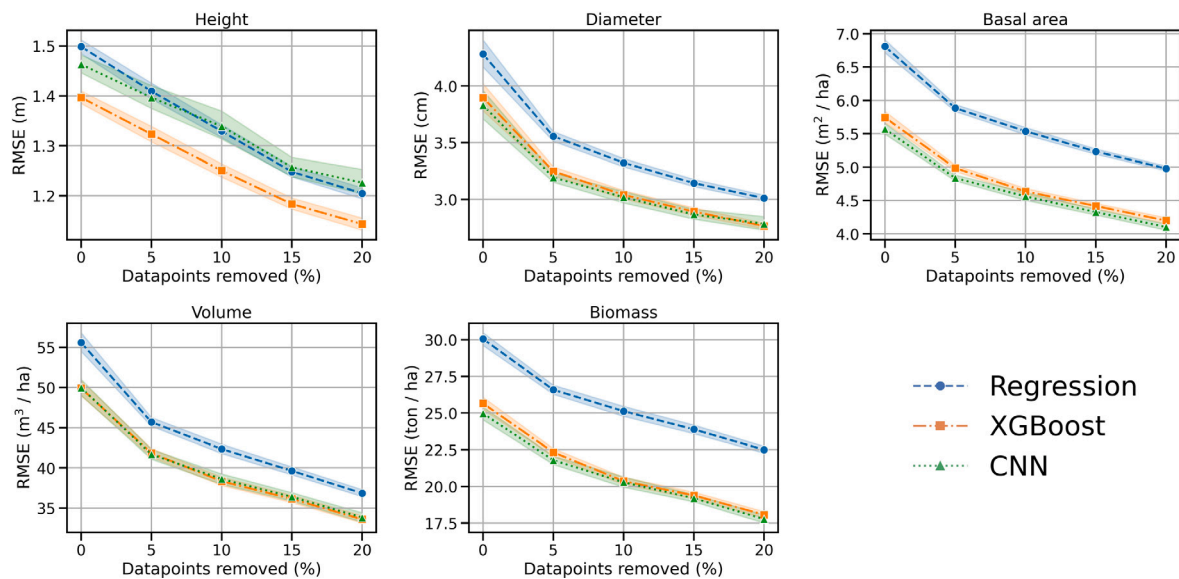 Height
1.5
1.4
1.3
1.2
RMSE (m)
0 5 10 15 20
Datapoints removed (%)
Diameter
4.0
3.5
3.0
RMSE (cm)
0 5 10 15 20
Datapoints removed (%)
Basal area
7.0
6.5
6.0
5.5
5.0
4.5
4.0
RMSE (m² / ha)
0 5 10 15 20
Datapoints removed (%)
Volume
55
50
45
40
35
RMSE (m³ / ha)
0 5 10 15 20
Datapoints removed (%)
Biomass
30.0
27.5
25.0
22.5
20.0
17.5
RMSE (ton / ha)
0 5 10 15 20
Datapoints removed (%)
Regression
XGBoost
CNN